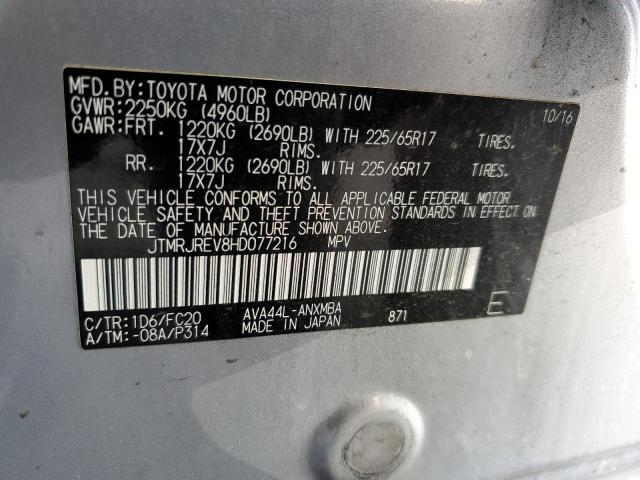 MFD.BY:TOYOTA MOTOR CORPORATION 10/16
GVWR:2250KG (4960LB)
GAWR:FRT. 1220KG (2690LB) WITH 225/65R17 TIRES.
17X7J RIMS.
RR. 1220KG (2690LB) WITH 225/65R17 TIRES.
17X7J RIMS.
THIS VEHICLE CONFORMS TO ALL APPLICABLE FEDERAL MOTOR
VEHICLE SAFETY AND THEFT PREVENTION STANDARDS IN EFFECT ON
THE DATE OF MANUFACTURE SHOWN ABOVE.
JTMRJREV8HD077216 MPV
C/TR:1D6/FC20 AVA44L-ANXMBA 871 E
A/TM:-08A/P314 MADE IN JAPAN